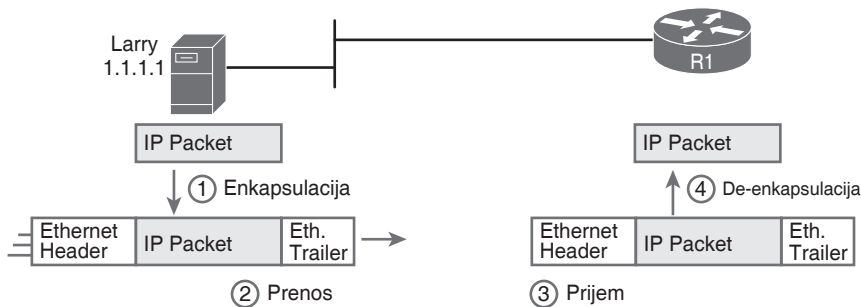 Larry
1.1.1.1
R1
IP Packet
IP Packet
1 Enkapsulacija
4 De-enkapsulacija
Ethernet
Header
IP Packet
Eth.
Trailer
Ethernet
Header
IP Packet
Eth.
Trailer
2 Prenos
3 Prijem